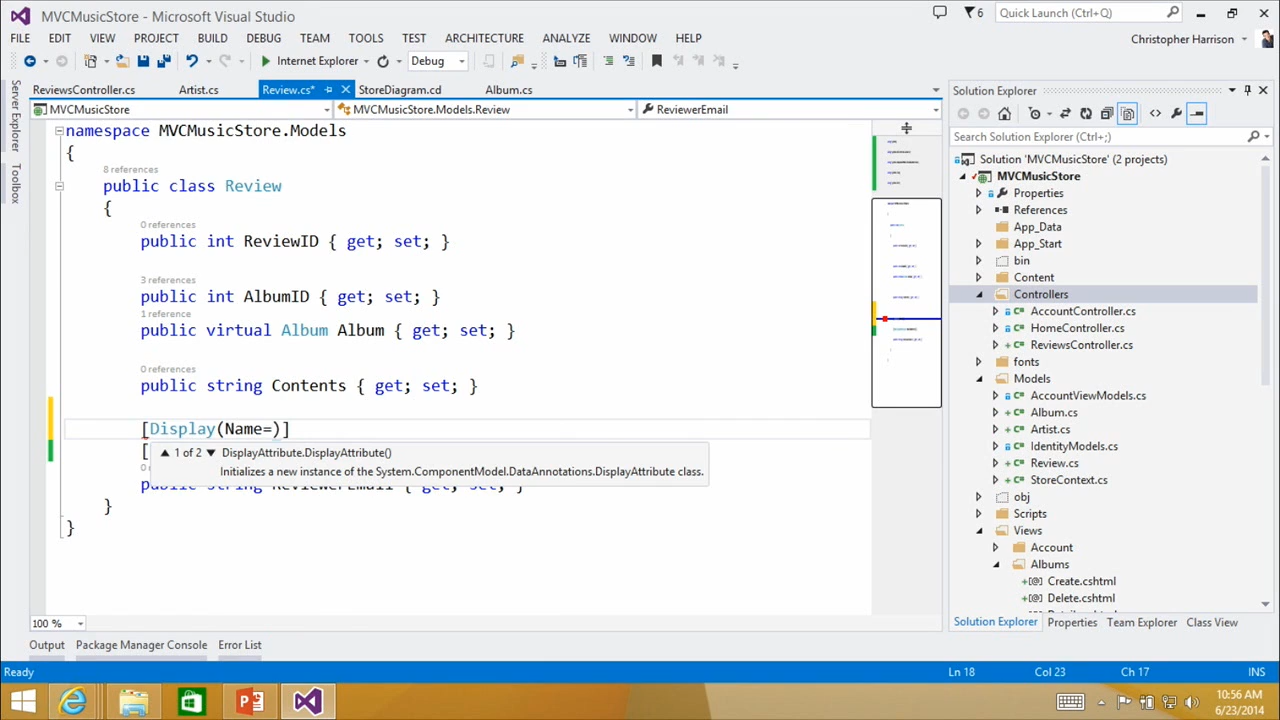 MVCMusicStore - Microsoft Visual Studio
6
Quick Launch (Ctrl+Q)
FILE EDIT VIEW PROJECT BUILD DEBUG TEAM TOOLS TEST ARCHITECTURE ANALYZE WINDOW HELP
Christopher Harrison
Internet Explorer
Debug
Server Explorer
Toolbox
ReviewsController.cs
Artist.cs
Review.cs*
StoreDiagram.cd
Album.cs
MVCMusicStore
MVCMusicStore.Models.Review
ReviewerEmail
namespace MVCMusicStore.Models
{
8 references
public class Review
{
0 references
public int ReviewID { get; set; }
3 references
public int AlbumID { get; set; }
1 reference
public virtual Album Album { get; set; }
0 references
public string Contents { get; set; }
[Display(Name=)]
[
1 of 2 DisplayAttribute.DisplayAttribute()
Initializes a new instance of the System.ComponentModel.DataAnnotations.DisplayAttribute class.
public string ReviewerEmail { get; set; }
}
}
100 %
Solution Explorer
Search Solution Explorer (Ctrl+;)
Solution 'MVCMusicStore' (2 projects)
MVCMusicStore
Properties
References
App_Data
App_Start
bin
Content
Controllers
AccountController.cs
HomeController.cs
ReviewsController.cs
fonts
Models
AccountViewModels.cs
Album.cs
Artist.cs
IdentityModels.cs
Review.cs
StoreContext.cs
obj
Scripts
Views
Account
Albums
Create.cshtml
Delete.cshtml
Solution Explorer Properties Team Explorer Class View
Output Package Manager Console Error List
Ready
Ln 18
Col 23
Ch 17
INS
10:56 AM
6/23/2014